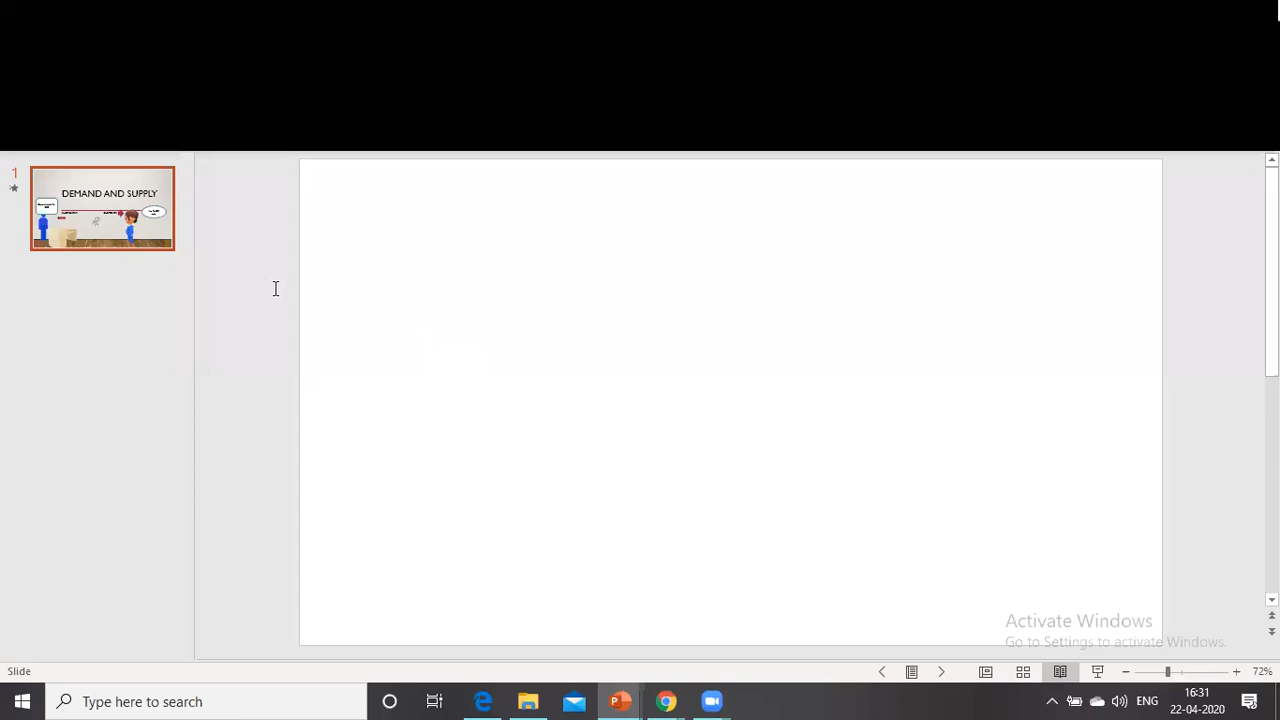 1
DEMAND AND SUPPLY
Activate Windows
Go to Settings to activate Windows.
Slide
72%
Type here to search
ENG
16:31
22-04-2020